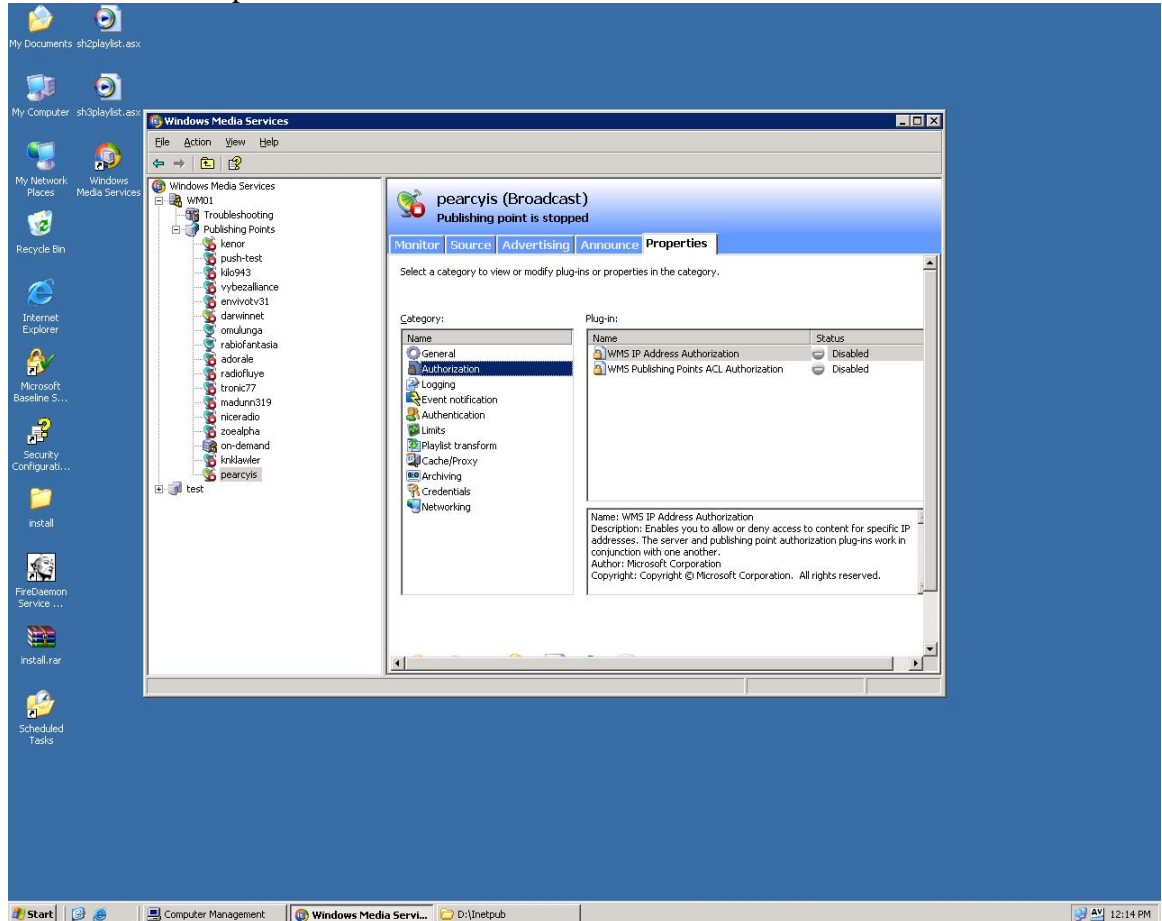 My Documents
sh2playlist.asx
My Computer
sh3playlist.asx
My Network
Places
Windows
Media Services
Recycle Bin
Internet
Explorer
Microsoft
Baseline S...
Security
Configurati...
install
FireDaemon
Service ...
install.rar
Scheduled
Tasks
Windows Media Services
File Action View Help
Windows Media Services
WM01
Troubleshooting
Publishing Points
kenor
push-test
kilo943
vybezalliance
envivotv31
darwinnet
omulunga
rabiofantasia
adorale
radiofluye
tronic77
madunn319
niceradio
zoealpha
on-demand
knklawler
pearcyis
test
pearcyis (Broadcast)
Publishing point is stopped
Monitor Source Advertising Announce Properties
Select a category to view or modify plug-ins or properties in the category.
Category:
Name
General
Authorization
Logging
Event notification
Authentication
Limits
Playlist transform
Cache/Proxy
Archiving
Credentials
Networking
Plug-in:
Name Status
WMS IP Address Authorization Disabled
WMS Publishing Points ACL Authorization Disabled
Name: WMS IP Address Authorization
Description: Enables you to allow or deny access to content for specific IP
addresses. The server and publishing point authorization plug-ins work in
conjunction with one another.
Author: Microsoft Corporation
Copyright: Copyright © Microsoft Corporation. All rights reserved.
Start Computer Management Windows Media Servi... D:\Inetpub AV 12:14 PM